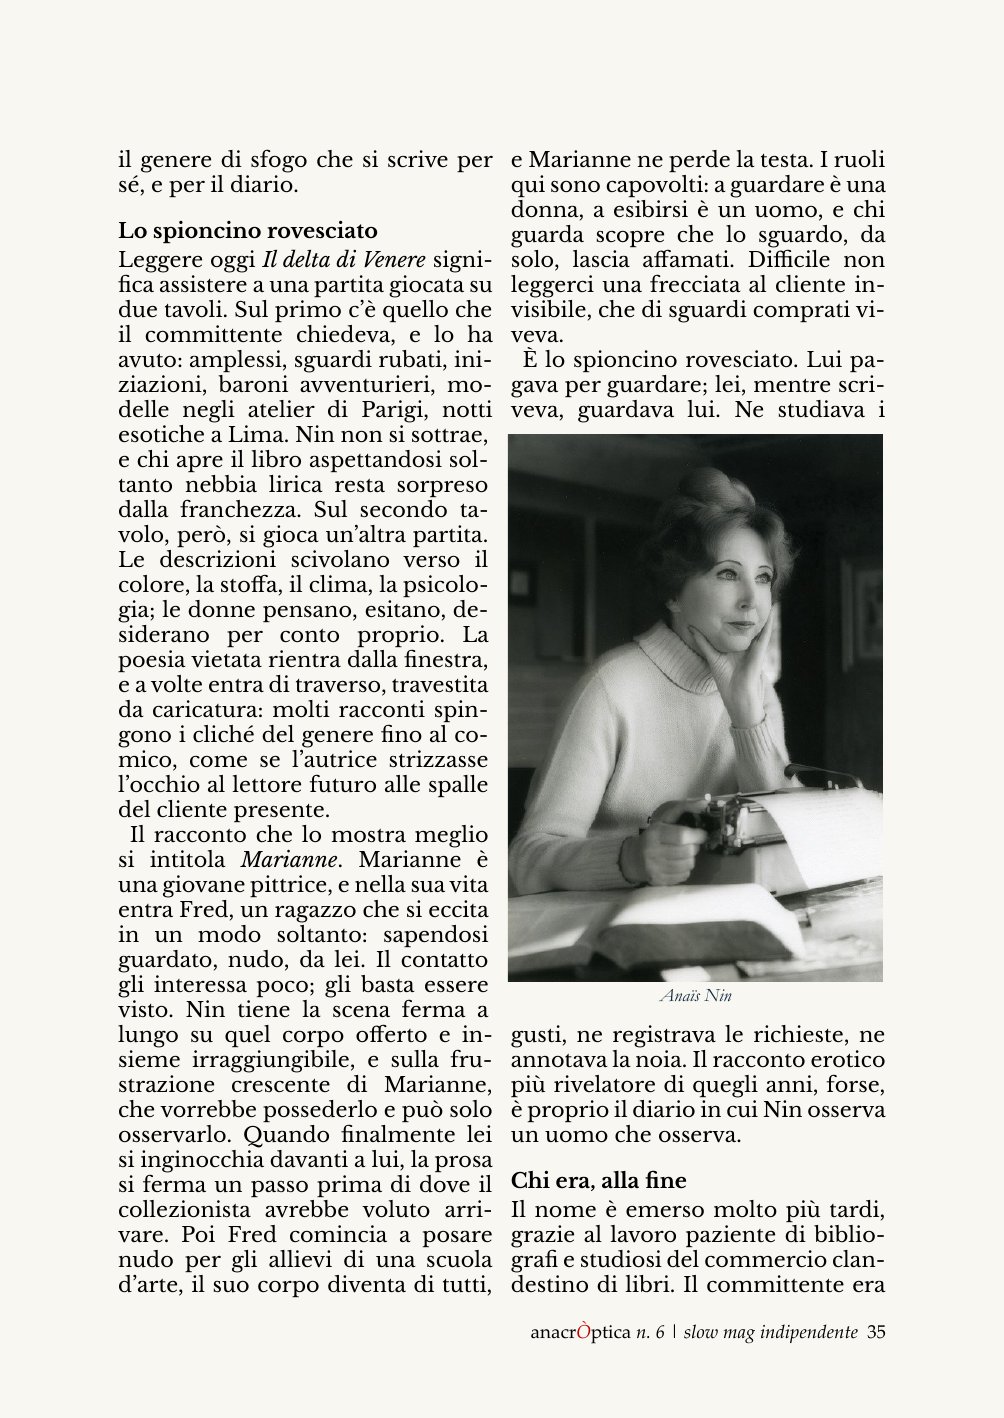 il genere di sfogo che si scrive per
sé, e per il diario.
Lo spioncino rovesciato
Leggere oggi Il delta di Venere signi-
fica assistere a una partita giocata su
due tavoli. Sul primo c’è quello che
il committente chiedeva, e lo ha
avuto: amplessi, sguardi rubati, ini-
ziazioni, baroni avventurieri, mo-
delle negli atelier di Parigi, notti
esotiche a Lima. Nin non si sottrae,
e chi apre il libro aspettandosi sol-
tanto nebbia lirica resta sorpreso
dalla franchezza. Sul secondo ta-
volo, però, si gioca un’altra partita.
Le descrizioni scivolano verso il
colore, la stoffa, il clima, la psicolo-
gia; le donne pensano, esitano, de-
siderano per conto proprio. La
poesia vietata rientra dalla finestra,
e a volte entra di traverso, travestita
da caricatura: molti racconti spin-
gono i cliché del genere fino al co-
mico, come se l’autrice strizzasse
l’occhio al lettore futuro alle spalle
del cliente presente.
Il racconto che lo mostra meglio
si intitola Marianne. Marianne è
una giovane pittrice, e nella sua vita
entra Fred, un ragazzo che si eccita
in un modo soltanto: sapendosi
guardato, nudo, da lei. Il contatto
gli interessa poco; gli basta essere
visto. Nin tiene la scena ferma a
lungo su quel corpo offerto e in-
sieme irraggiungibile, e sulla fru-
strazione crescente di Marianne,
che vorrebbe possederlo e può solo
osservarlo. Quando finalmente lei
si inginocchia davanti a lui, la prosa
si ferma un passo prima di dove il
collezionista avrebbe voluto arri-
vare. Poi Fred comincia a posare
nudo per gli allievi di una scuola
d’arte, il suo corpo diventa di tutti,
e Marianne ne perde la testa. I ruoli
qui sono capovolti: a guardare è una
donna, a esibirsi è un uomo, e chi
guarda scopre che lo sguardo, da
solo, lascia affamati. Difficile non
leggerci una frecciata al cliente in-
visibile, che di sguardi comprati vi-
veva.
È lo spioncino rovesciato. Lui pa-
gava per guardare; lei, mentre scri-
veva, guardava lui. Ne studiava i
Anaïs Nin
gusti, ne registrava le richieste, ne
annotava la noia. Il racconto erotico
più rivelatore di quegli anni, forse,
è proprio il diario in cui Nin osserva
un uomo che osserva.
Chi era, alla fine
Il nome è emerso molto più tardi,
grazie al lavoro paziente di biblio-
grafi e studiosi del commercio clan-
destino di libri. Il committente era
anacrÒptica n. 6 | slow mag indipendente 35